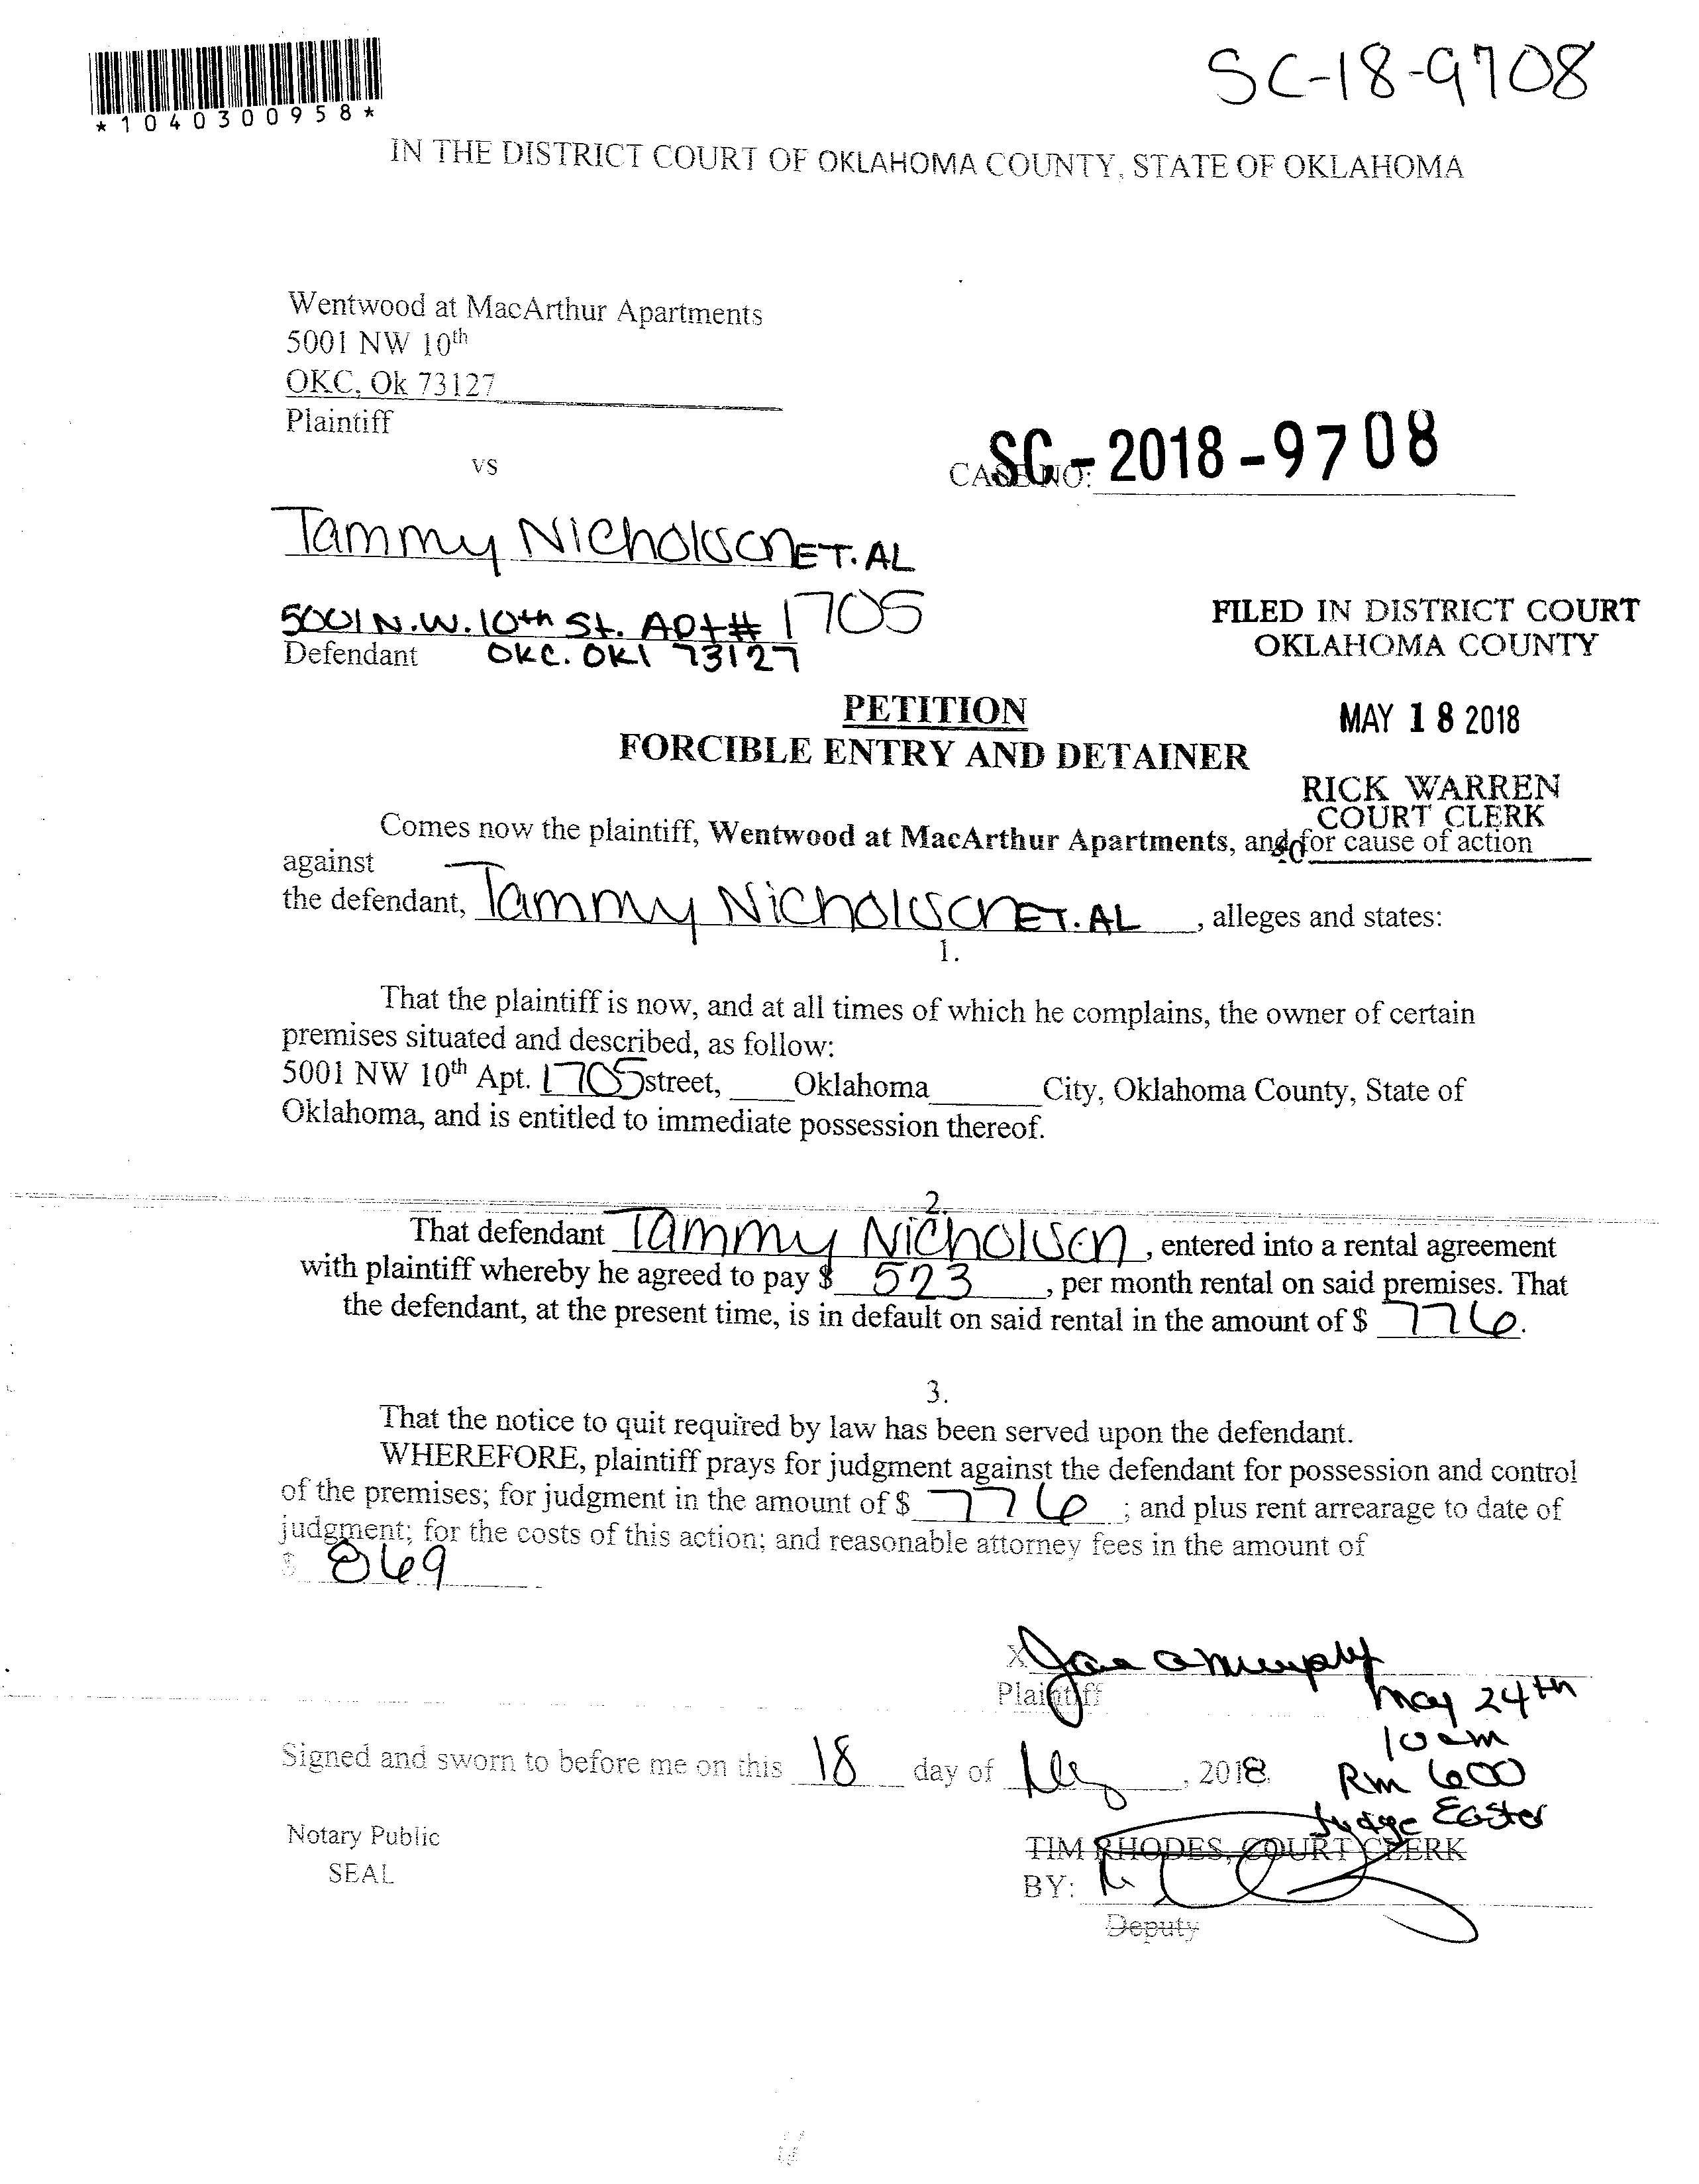 SC-18-9708
*1040300958*
IN THE DISTRICT COURT OF OKLAHOMA COUNTY, STATE OF OKLAHOMA
Wentwood at MacArthur Apartments
5001 NW 10th
OKC, Ok 73127
Plaintiff
vs
CASE NO: SC-2018-9708
Tammy Nicholson ET. AL
5001 N.W. 10th St. Apt# 1705
Defendant OKC. OKl 73127
FILED IN DISTRICT COURT
OKLAHOMA COUNTY
MAY 18 2018
RICK WARREN
COURT CLERK
PETITION
FORCIBLE ENTRY AND DETAINER
Comes now the plaintiff, Wentwood at MacArthur Apartments, and for cause of action
against
the defendant, Tammy Nicholson ET. AL , alleges and states:
1.
That the plaintiff is now, and at all times of which he complains, the owner of certain
premises situated and described, as follow:
5001 NW 10th Apt. 1705 street, Oklahoma City, Oklahoma County, State of
Oklahoma, and is entitled to immediate possession thereof.
2.
That defendant Tammy Nicholson, entered into a rental agreement
with plaintiff whereby he agreed to pay $ 523, per month rental on said premises. That
the defendant, at the present time, is in default on said rental in the amount of $ 776.
3.
That the notice to quit required by law has been served upon the defendant.
WHEREFORE, plaintiff prays for judgment against the defendant for possession and control
of the premises; for judgment in the amount of $ 776 ; and plus rent arrearage to date of
judgment; for the costs of this action; and reasonable attorney fees in the amount of
$ 869
X
Plaintiff
May 24th
10am
Rm 600
Judge Easter
Signed and sworn to before me on this 18 day of , 2018.
Notary Public
SEAL
TIM RHODES, COURT CLERK
BY:
Deputy